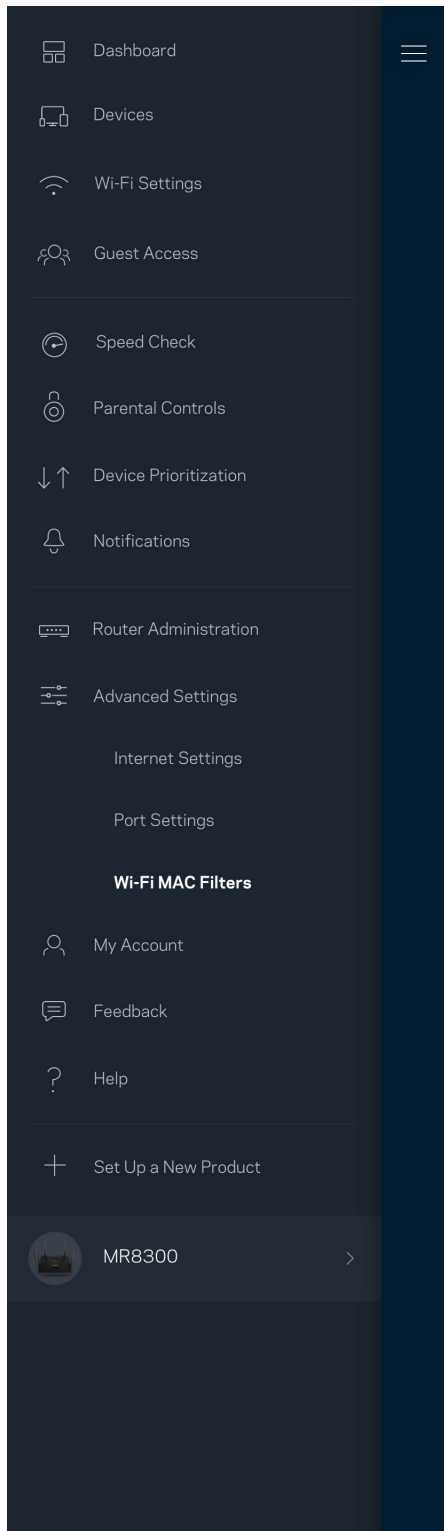 Dashboard
Devices
Wi-Fi Settings
Guest Access
Speed Check
Parental Controls
Device Prioritization
Notifications
Router Administration
Advanced Settings
Internet Settings
Port Settings
Wi-Fi MAC Filters
My Account
Feedback
Help
Set Up a New Product
MR8300